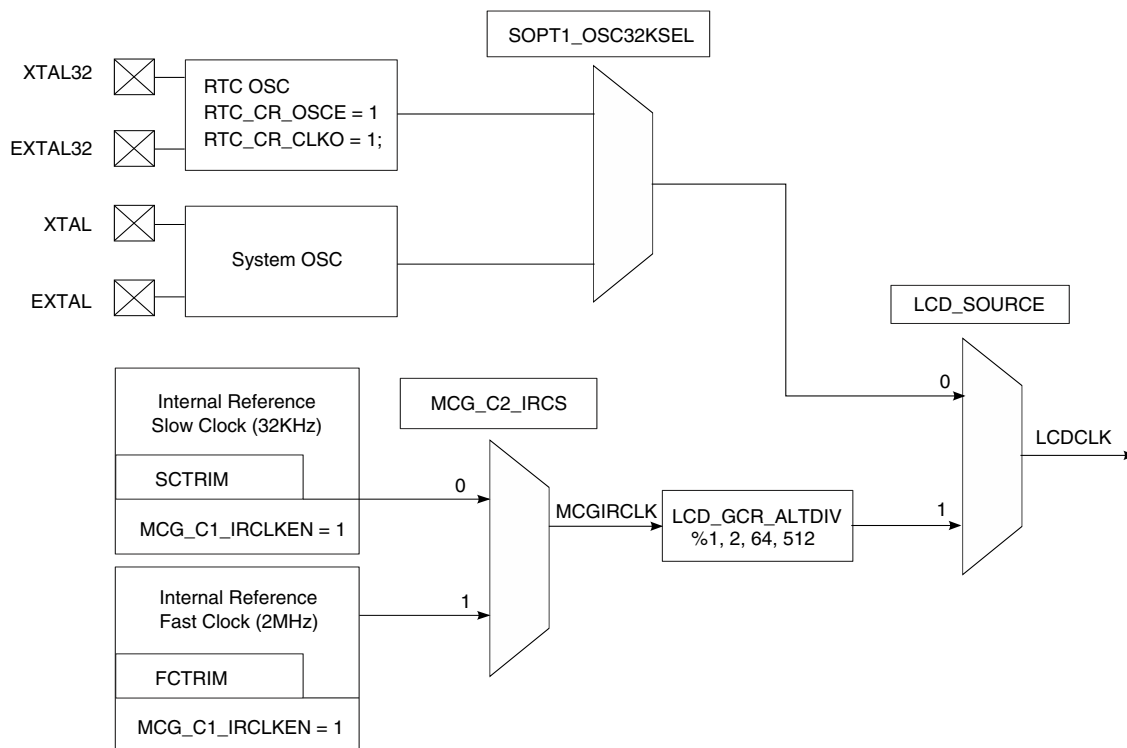 SOPT1_OSC32KSEL
XTAL32
EXTAL32
RTC OSC
RTC_CR_OSCE = 1
RTC_CR_CLKO = 1;
XTAL
EXTAL
System OSC
LCD_SOURCE
0
1
LCDCLK
Internal Reference
Slow Clock (32KHz)
SCTRIM
MCG_C1_IRCLKEN = 1
MCG_C2_IRCS
0
1
MCGIRCLK
LCD_GCR_ALTDIV
%1, 2, 64, 512
Internal Reference
Fast Clock (2MHz)
FCTRIM
MCG_C1_IRCLKEN = 1